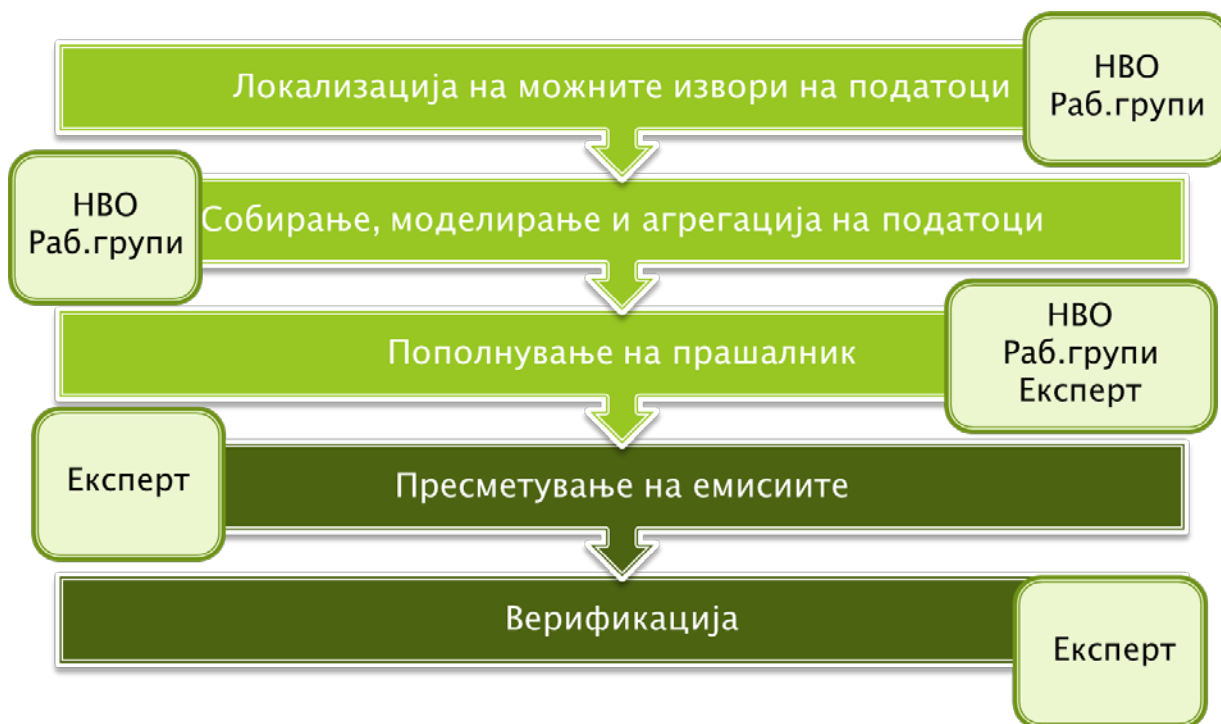 Локализација на можните извори на податоци
НВО
Раб.групи
НВО
Раб.групи
Собирање, моделирање и агрегација на податоци
Пополнување на прашалник
НВО
Раб.групи
Експерт
Експерт
Пресметување на емисиите
Верификација
Експерт